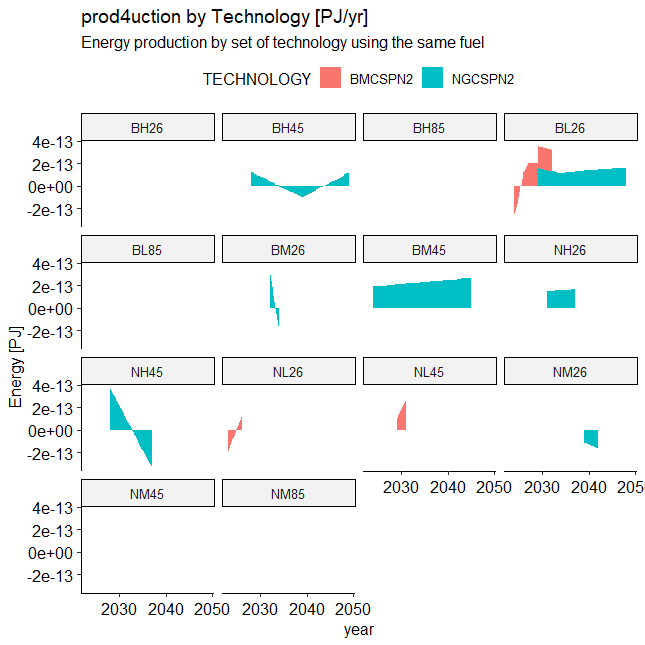 prod4uction by Technology [PJ/yr]
Energy production by set of technology using the same fuel
TECHNOLOGY BMCSPN2 NGCSPN2
BH26 BH45 BH85 BL26
4e-13
2e-13
0e+00
-2e-13
BL85 BM26 BM45 NH26
4e-13
2e-13
0e+00
-2e-13
Energy [PJ]
NH45 NL26 NL45 NM26
4e-13
2e-13
0e+00
-2e-13
2030 2040 2050 2030 2040 205
NM45 NM85
4e-13
2e-13
0e+00
-2e-13
2030 2040 2050 2030 2040 2050
year